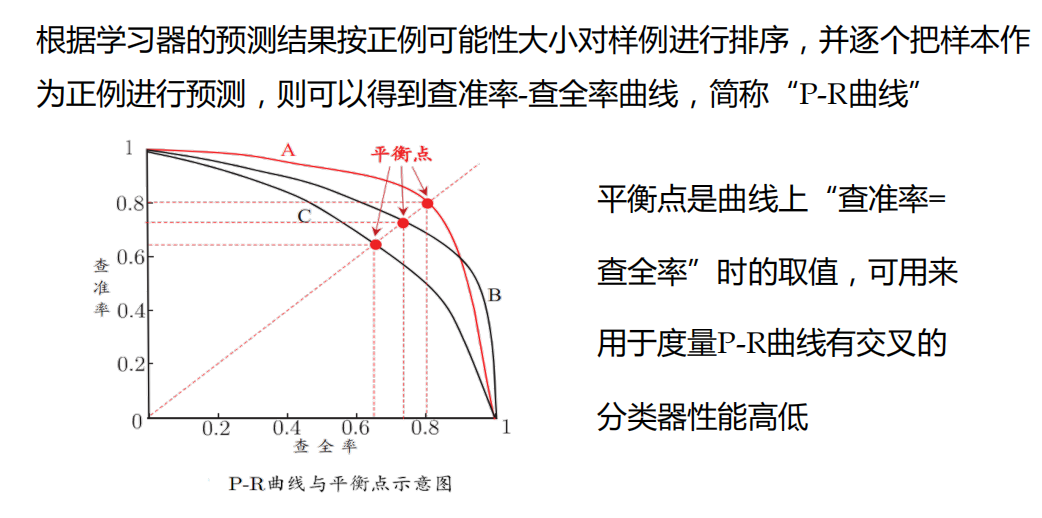 根据学习器的预测结果按正例可能性大小对样例进行排序，并逐个把样本作
为正例进行预测，则可以得到查准率-查全率曲线，简称“P-R曲线”
1
A
平衡点
0.8
C
0.6
查准率
B
0.4
0.2
0
0.2
0.4
0.6
0.8
1
查全率
P-R曲线与平衡点示意图
平衡点是曲线上“查准率=
查全率”时的取值，可用来
用于度量P-R曲线有交叉的
分类器性能高低